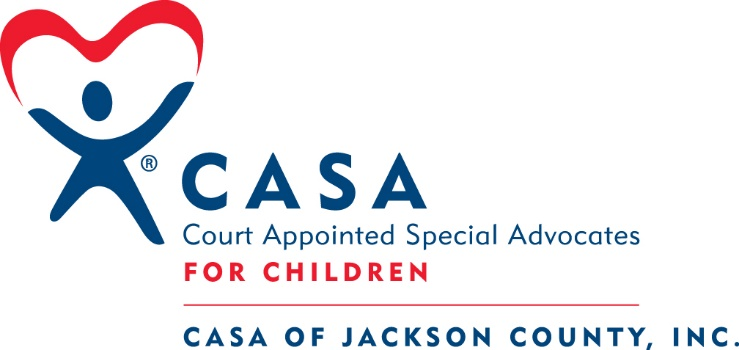 ® CASA
Court Appointed Special Advocates
FOR CHILDREN
CASA OF JACKSON COUNTY, INC.